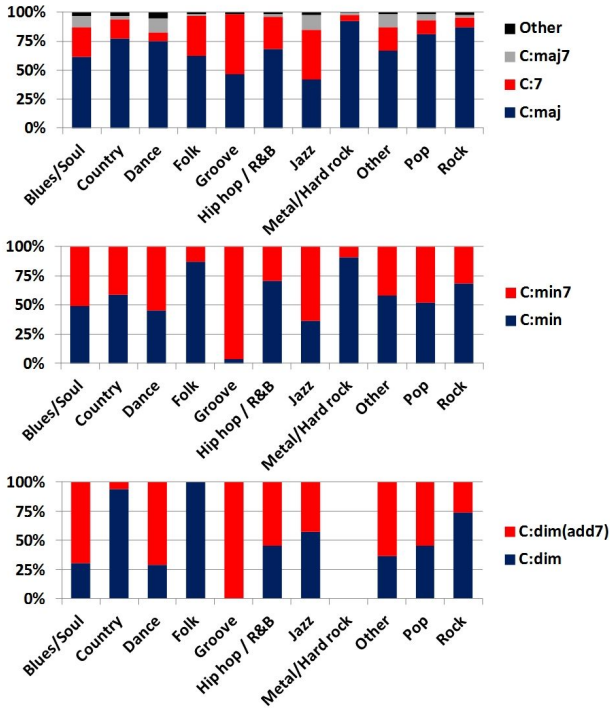 100%
75%
50%
25%
0%
Other
C:maj7
C:7
C:maj
Blues/Soul
Country
Dance
Folk
Groove
Hip hop / R&B
Jazz
Metal/Hard rock
Other
Pop
Rock
100%
75%
50%
25%
0%
C:min7
C:min
Blues/Soul
Country
Dance
Folk
Groove
Hip hop / R&B
Jazz
Metal/Hard rock
Other
Pop
Rock
100%
75%
50%
25%
0%
C:dim(add7)
C:dim
Blues/Soul
Country
Dance
Folk
Groove
Hip hop / R&B
Jazz
Metal/Hard rock
Other
Pop
Rock